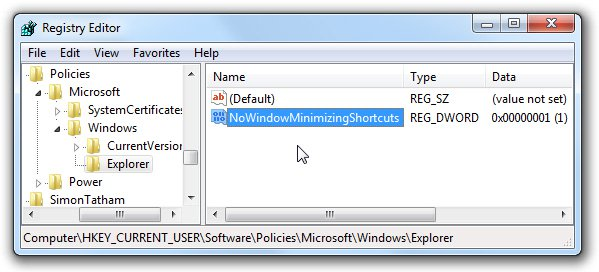 Registry Editor
File Edit View Favorites Help
Policies
Microsoft
SystemCertificates
Windows
CurrentVersion
Explorer
Power
SimonTatham
Name Type Data
ab (Default) REG_SZ (value not set)
NoWindowMinimizingShortcuts REG_DWORD 0x00000001 (1)
Computer\HKEY_CURRENT_USER\Software\Policies\Microsoft\Windows\Explorer